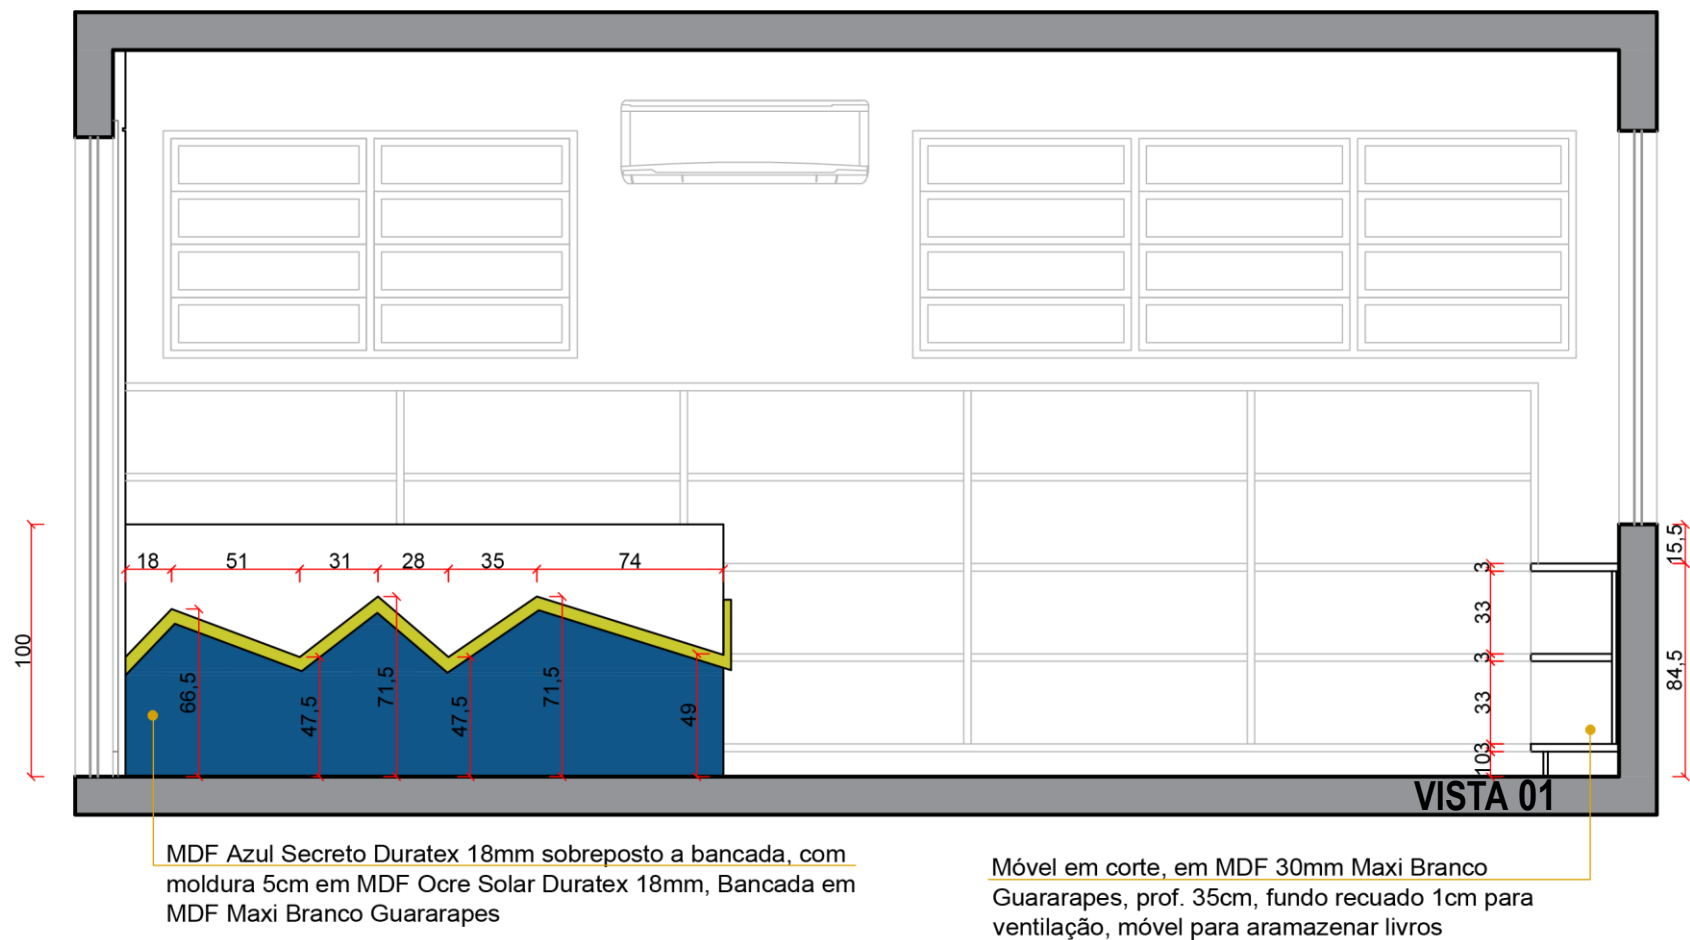 18 51 31 28 35 74
100
66,5
47,5
71,5
47,5
71,5
49
3
33
3
33
3
10
15,5
84,5
VISTA 01
MDF Azul Secreto Duratex 18mm sobreposto a bancada, com
moldura 5cm em MDF Ocre Solar Duratex 18mm, Bancada em
MDF Maxi Branco Guararapes
Móvel em corte, em MDF 30mm Maxi Branco
Guararapes, prof. 35cm, fundo recuado 1cm para
ventilação, móvel para aramazenar livros